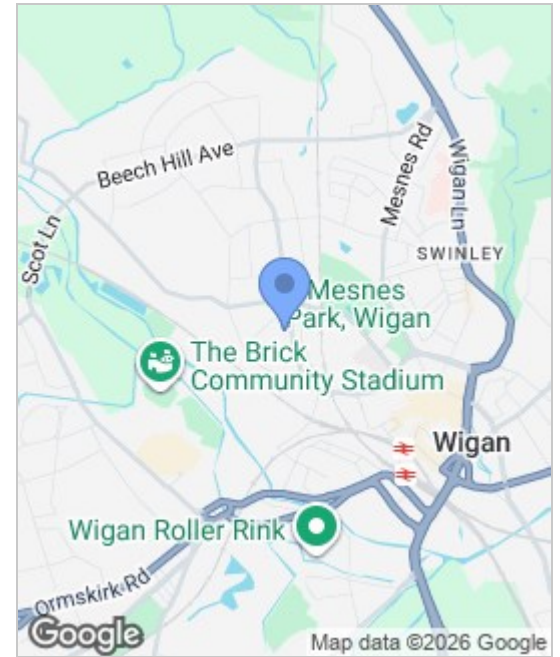 Beech Hill Ave
Mesnes Rd
Wigan Ln
Scot Ln
SWINLEY
Mesnes
Park, Wigan
The Brick
Community Stadium
Wigan
Wigan Roller Rink
Ormskirk Rd
Google
Map data ©2026 Google